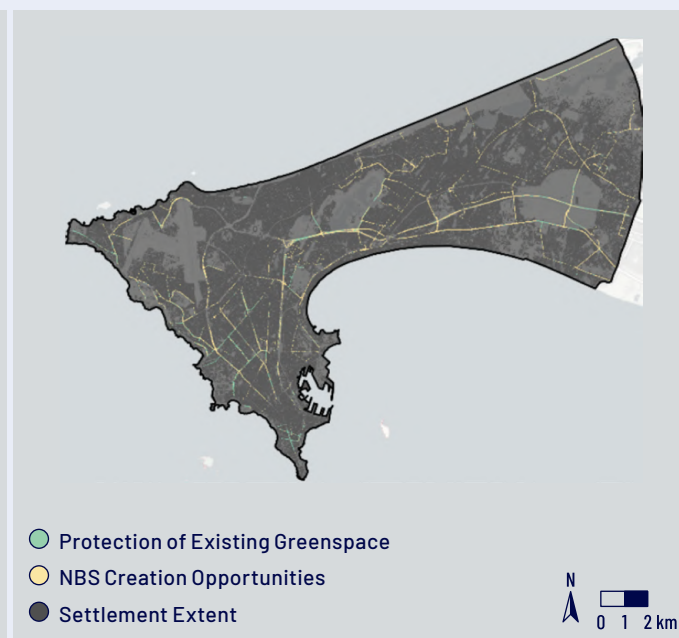 Protection of Existing Greenspace
NBS Creation Opportunities
Settlement Extent
N
0 1 2 km